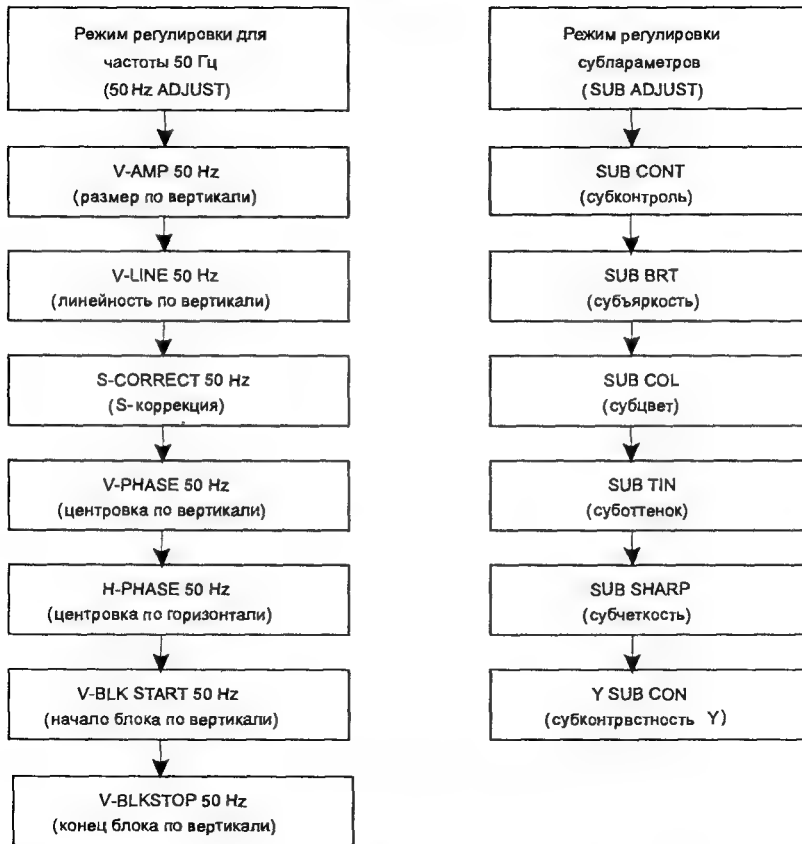 Режим регулировки для
частоты 50 Гц
(50 Hz ADJUST)
V-AMP 50 Hz
(размер по вертикали)
V-LINE 50 Hz
(линейность по вертикали)
S-CORRECT 50 Hz
(S-коррекция)
V-PHASE 50 Hz
(центровка по вертикали)
H-PHASE 50 Hz
(центровка по горизонтали)
V-BLK START 50 Hz
(начало блока по вертикали)
V-BLKSTOP 50 Hz
(конец блока по вертикали)
Режим регулировки
субпараметров
(SUB ADJUST)
SUB CONT
(субконтроль)
SUB BRT
(субъяркость)
SUB COL
(субцвет)
SUB TIN
(суботтенок)
SUB SHARP
(субчеткость)
Y SUB CON
(субконтрвстность Y)